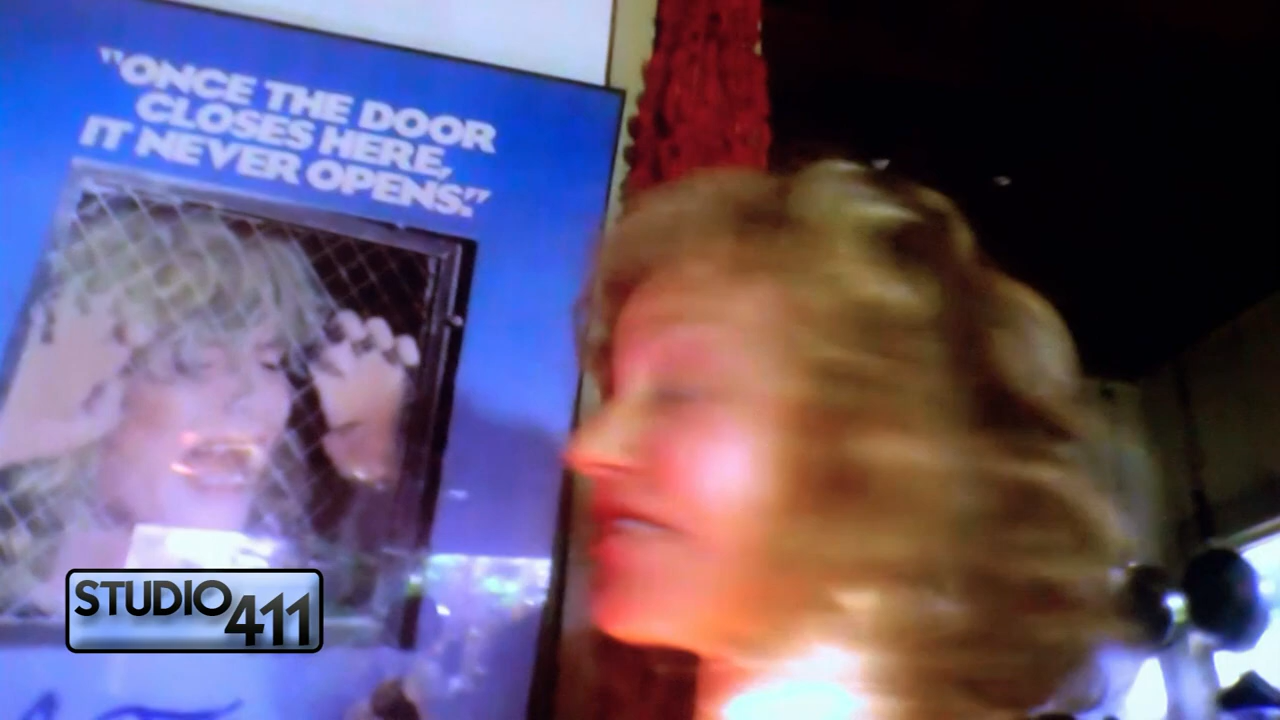 "ONCE THE DOOR
CLOSES HERE,
IT NEVER OPENS."
STUDIO 411